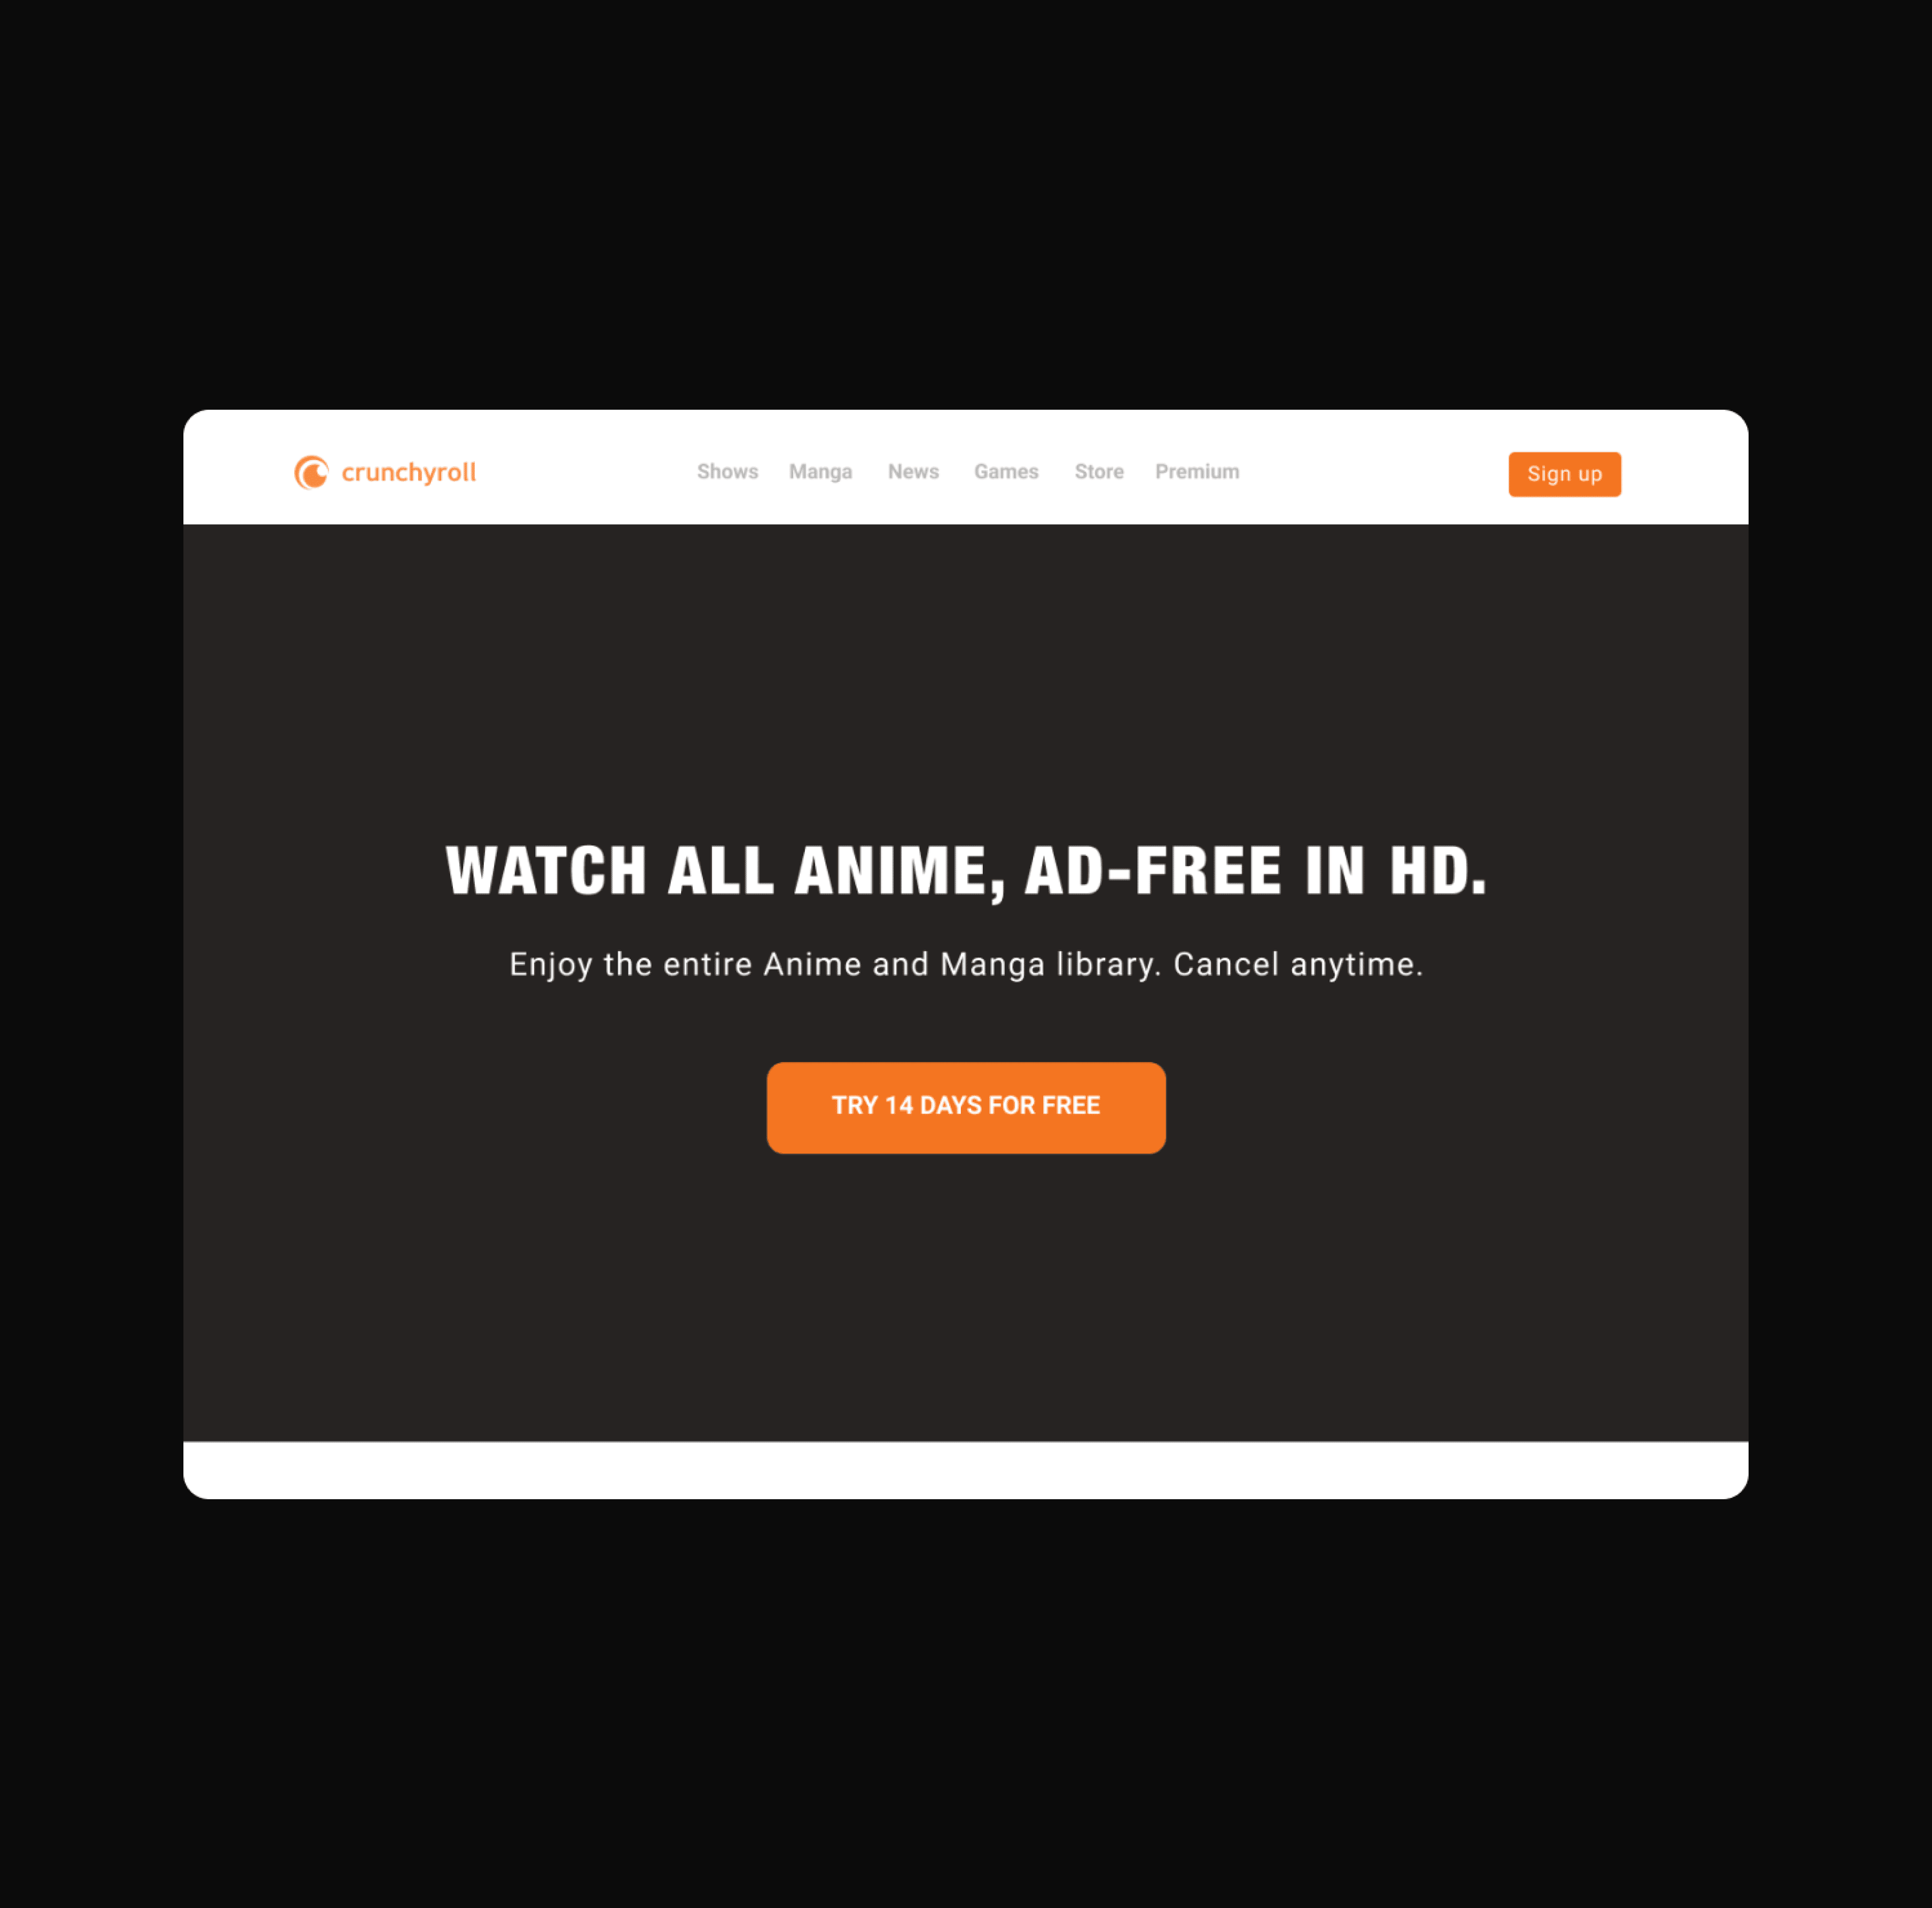 crunchyroll Shows Manga News Games Store Premium Sign up
WATCH ALL ANIME, AD-FREE IN HD.
Enjoy the entire Anime and Manga library. Cancel anytime.
TRY 14 DAYS FOR FREE